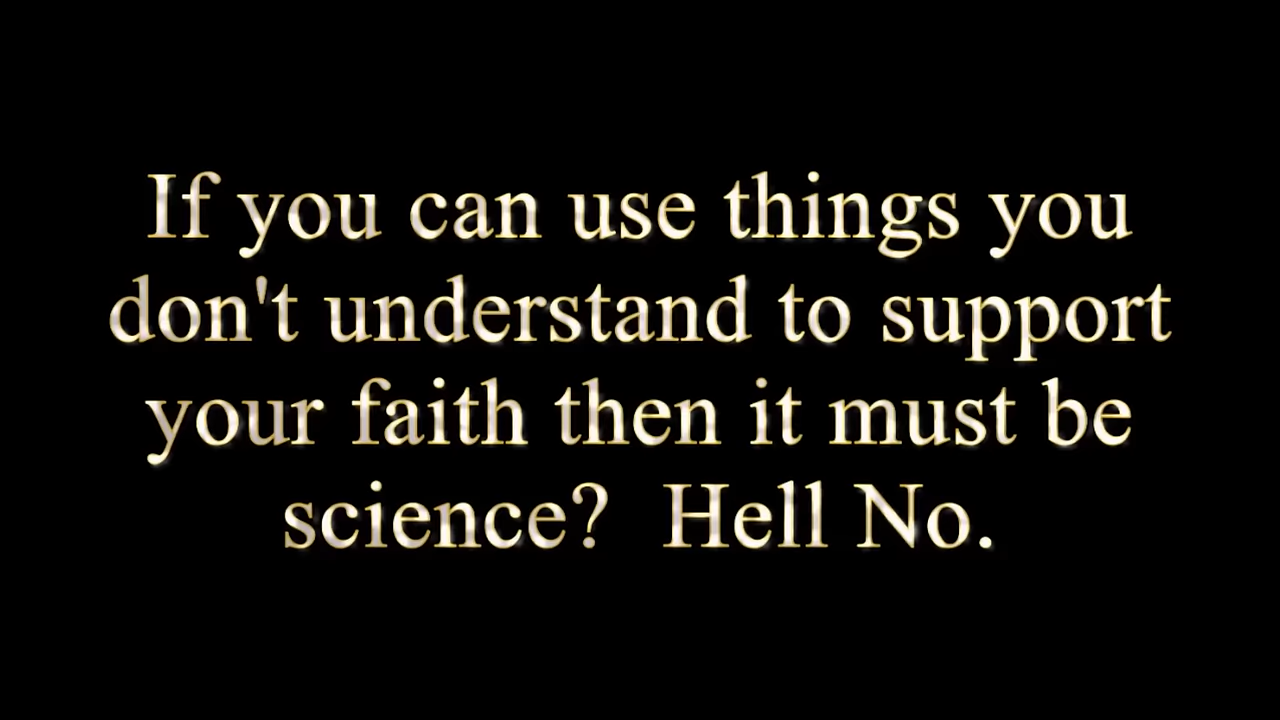 If you can use things you
don't understand to support
your faith then it must be
science?  Hell No.